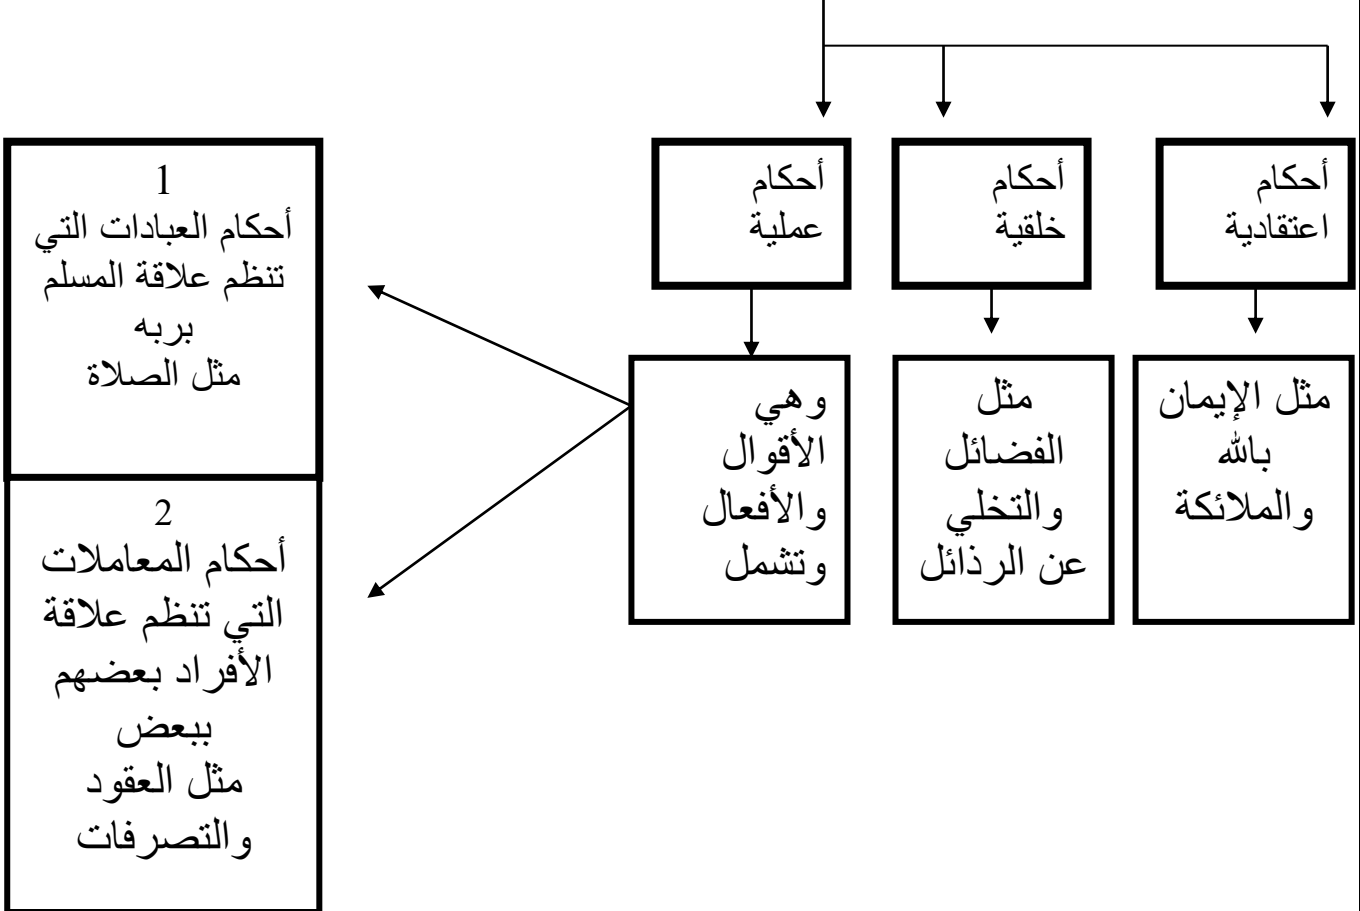 أحكام
اعتقادية
أحكام
خلقية
أحكام
عملية
مثل الإيمان
بالله
والملائكة
مثل
الفضائل
والتخلي
عن الرذائل
وهي
الأقوال
والأفعال
وتشمل
1
أحكام العبادات التي
تنظم علاقة المسلم
بربه
مثل الصلاة
2
أحكام المعاملات
التي تنظم علاقة
الأفراد بعضهم
ببعض
مثل العقود
والتصرفات